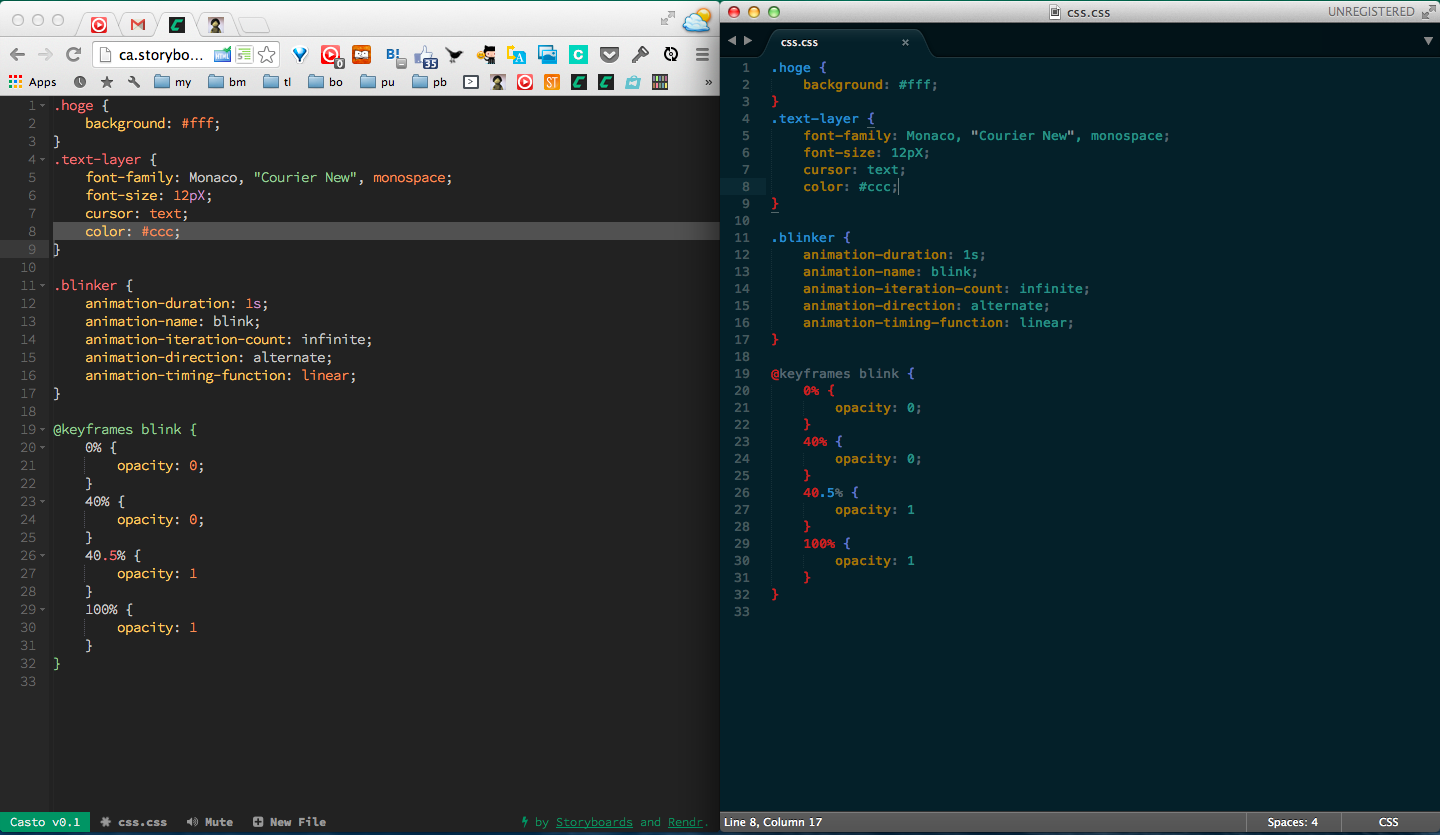 ca.storybo...
0
B!
35
Apps
my
bm
tl
bo
pu
pb
ST
»
1 .hoge {
2 background: #fff;
3 }
4 .text-layer {
5 font-family: Monaco, "Courier New", monospace;
6 font-size: 12pX;
7 cursor: text;
8 color: #ccc;
9 }
10
11 .blinker {
12 animation-duration: 1s;
13 animation-name: blink;
14 animation-iteration-count: infinite;
15 animation-direction: alternate;
16 animation-timing-function: linear;
17 }
18
19 @keyframes blink {
20 0% {
21 opacity: 0;
22 }
23 40% {
24 opacity: 0;
25 }
26 40.5% {
27 opacity: 1
28 }
29 100% {
30 opacity: 1
31 }
32 }
33
Casto v0.1 css.css Mute New File by Storyboards and Rendr.
css.css
UNREGISTERED
css.css ×
1 .hoge {
2 background: #fff;
3 }
4 .text-layer {
5 font-family: Monaco, "Courier New", monospace;
6 font-size: 12pX;
7 cursor: text;
8 color: #ccc;
9 }
10
11 .blinker {
12 animation-duration: 1s;
13 animation-name: blink;
14 animation-iteration-count: infinite;
15 animation-direction: alternate;
16 animation-timing-function: linear;
17 }
18
19 @keyframes blink {
20 0% {
21 opacity: 0;
22 }
23 40% {
24 opacity: 0;
25 }
26 40.5% {
27 opacity: 1
28 }
29 100% {
30 opacity: 1
31 }
32 }
33
Line 8, Column 17 Spaces: 4 CSS